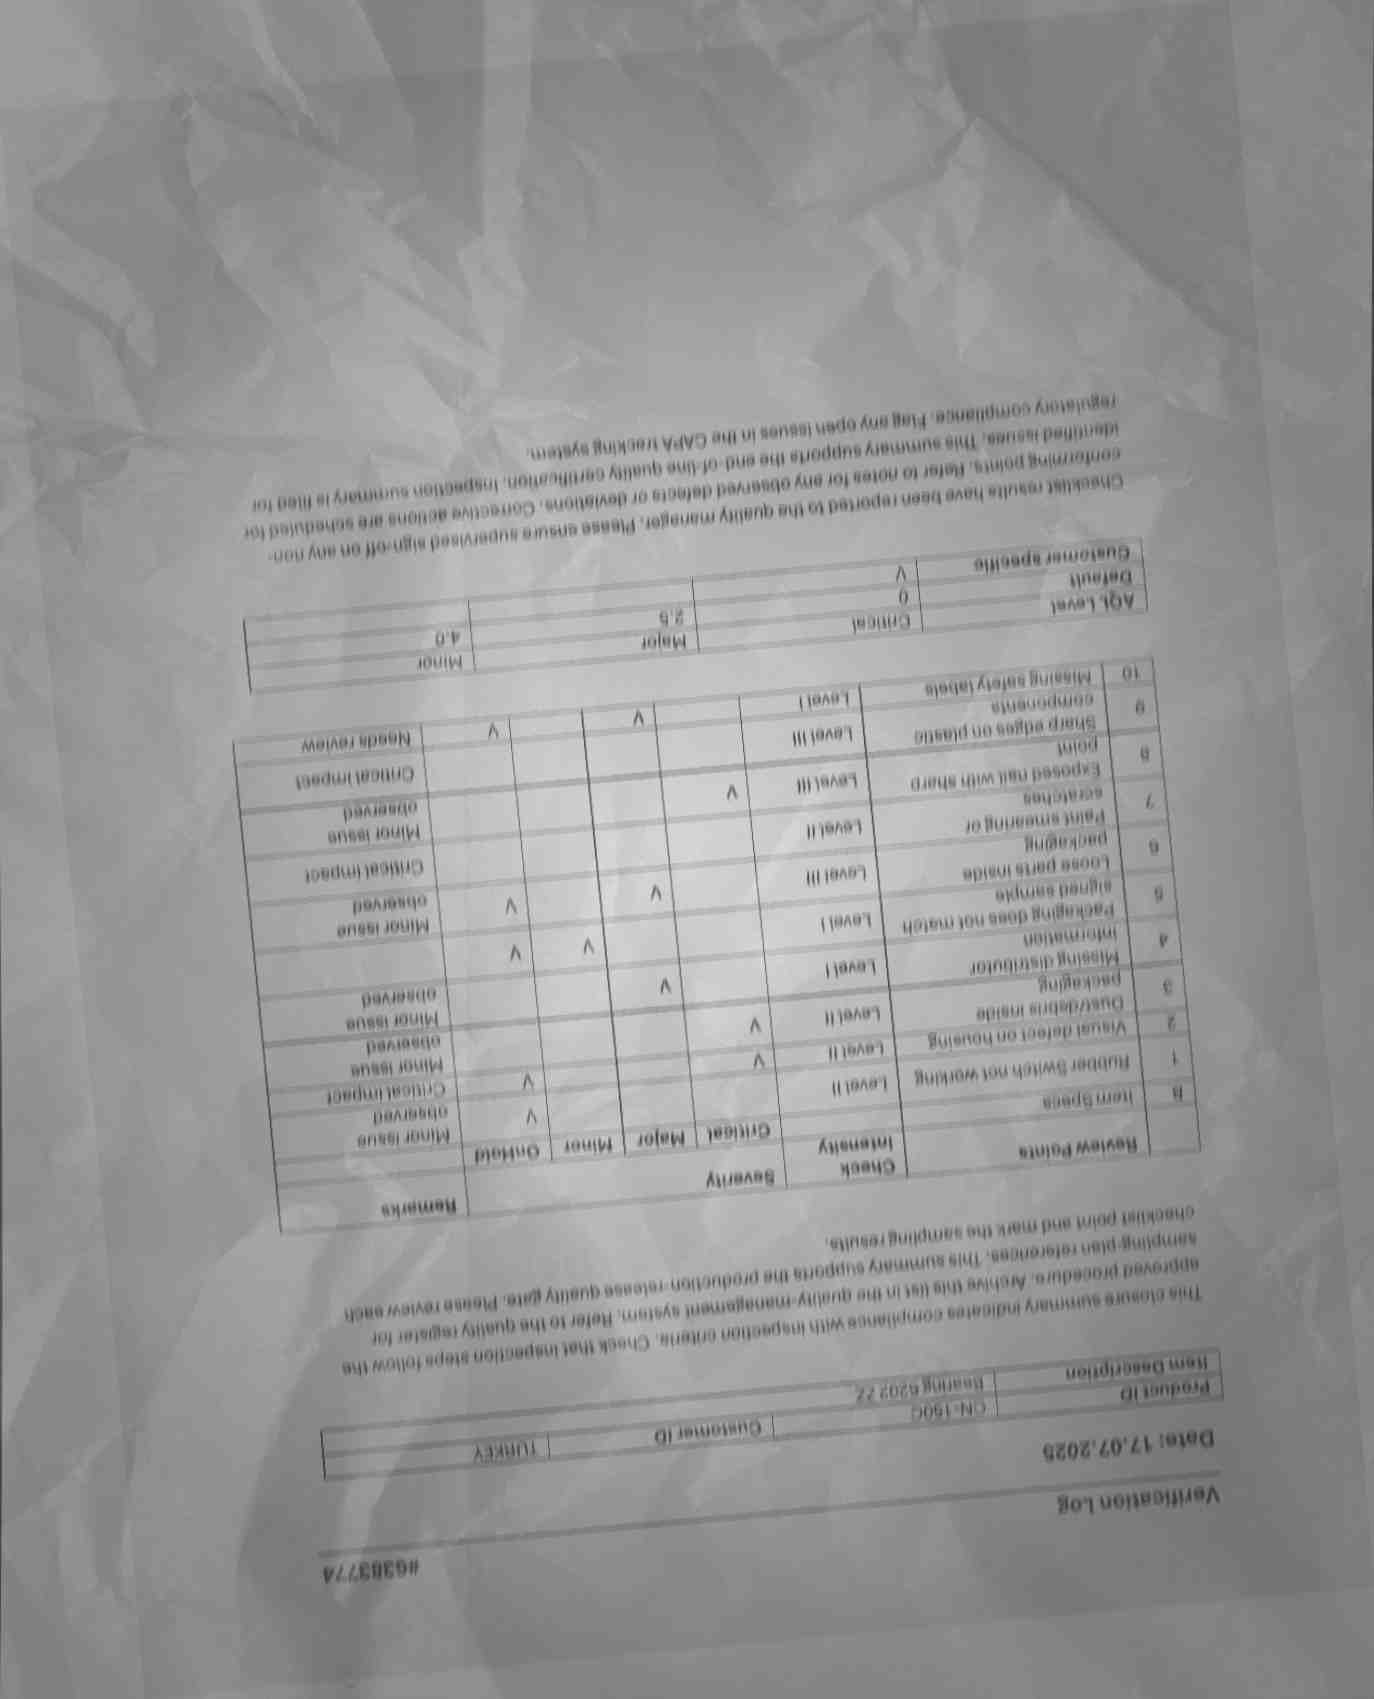 #6383774
Verification Log
Date: 17.07.2025
Product ID CN-150C Customer ID TURKEY
Item Description Bearing 6202 ZZ
This closure summary indicates compliance with inspection criteria. Check that inspection steps follow the
approved procedure. Archive this list in the quality-management system. Refer to the quality register for
sampling-plan references. This summary supports the production-release quality gate. Please review each
checklist point and mark the sampling results.
Review Points Check Intensity Severity Remarks
Critical Major Minor OnHold
B Item Specs
1 Rubber Switch not working Level II V Minor issue observed
2 Visual defect on housing Level II V V Critical impact
3 Dust/debris inside packaging Level II V Minor issue observed
4 Missing distributor information Level I V Minor issue observed
5 Packaging does not match signed sample Level I V V
6 Loose parts inside packaging Level III V V Minor issue observed
7 Paint smearing or scratches Level II Critical impact
8 Exposed nail with sharp point Level III V Minor issue observed
9 Sharp edges on plastic components Level III Critical impact
10 Missing safety labels Level I V V Needs review
AQL Level Critical Major Minor
Default 0 2.5 4.0
Customer specific V
Checklist results have been reported to the quality manager. Please ensure supervised sign-off on any non-
conforming points. Refer to notes for any observed defects or deviations. Corrective actions are scheduled for
identified issues. This summary supports the end-of-line quality certification. Inspection summary is filed for
regulatory compliance. Flag any open issues in the CAPA tracking system.